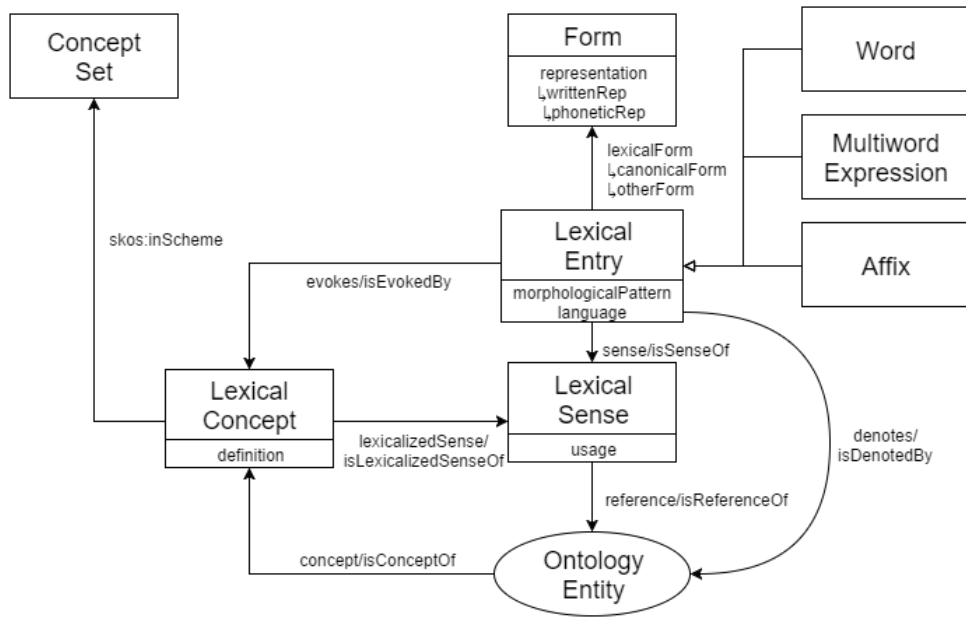 Concept
Set
Form
representation
↳writtenRep
↳phoneticRep
Word
Multiword
Expression
Affix
lexicalForm
↳canonicalForm
↳otherForm
Lexical
Entry
morphologicalPattern
language
skos:inScheme
evokes/isEvokedBy
sense/isSenseOf
Lexical
Concept
definition
lexicalizedSense/
isLexicalizedSenseOf
Lexical
Sense
usage
denotes/
isDenotedBy
reference/isReferenceOf
concept/isConceptOf
Ontology
Entity